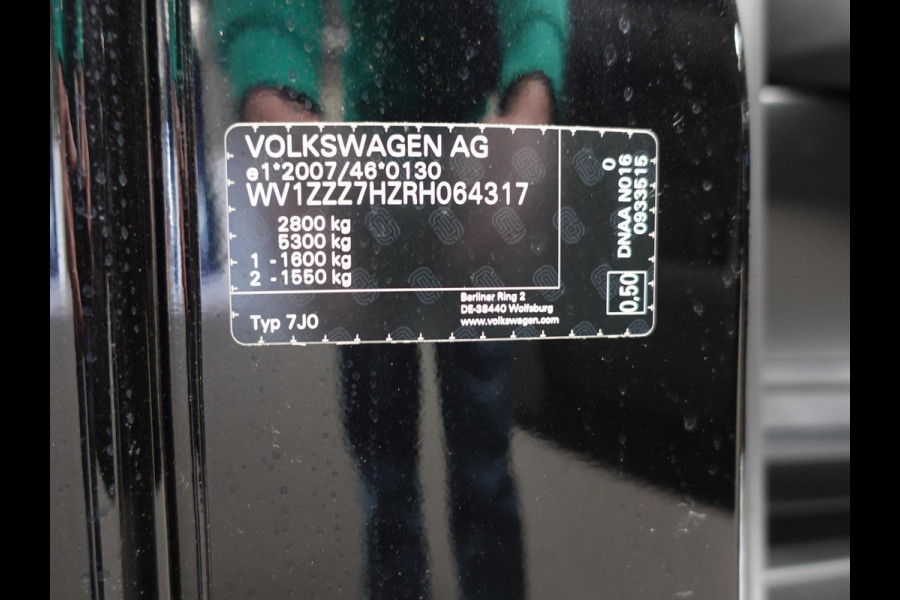 VOLKSWAGEN AG
e1*2007/46*0130
WV1ZZZ7HZRH064317
2800 kg
5300 kg
1 - 1600 kg
2 - 1550 kg
Typ 7J0
Berliner Ring 2
DE-38440 Wolfsburg
www.volkswagen.com
0
DNAA N016
0933515
0,50